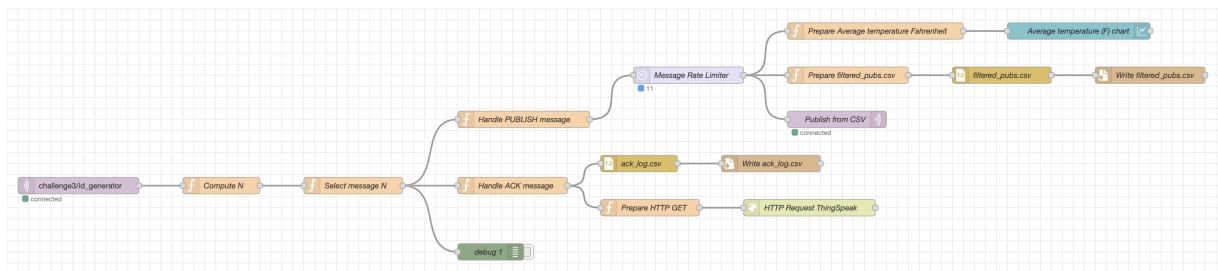 Prepare Average temperature Fahrenheit
Average temperature (F) chart
Message Rate Limiter
11
Prepare filtered_pubs.csv
filtered_pubs.csv
Write filtered_pubs.csv
Handle PUBLISH message
Publish from CSV
connected
ack_log.csv
Write ack_log.csv
challenge3/id_generator
connected
Compute N
Select message N
Handle ACK message
Prepare HTTP GET
HTTP Request ThingSpeak
debug 1